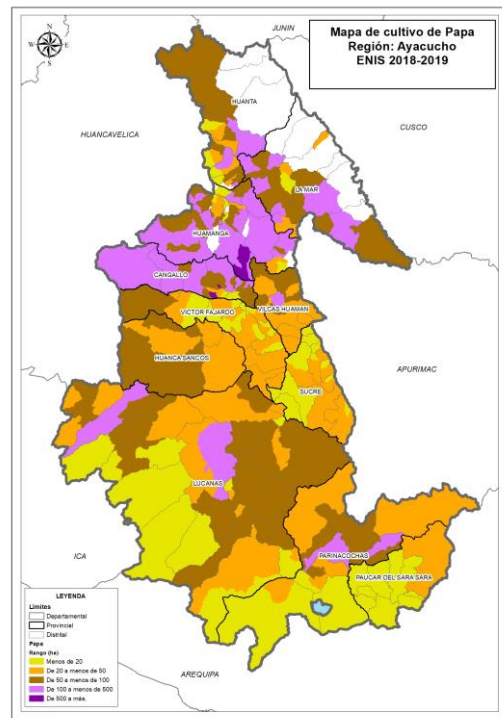 Mapa de cultivo de Papa
Región: Ayacucho
ENIS 2018-2019
N
W
E
S
JUNIN
HUANTA
HUANCAVELICA
CUSCO
LA MAR
HUAMANGA
CANGALLO
VICTOR FAJARDO
VILCAS HUAMAN
HUANCA SANCOS
APURIMAC
SUCRE
LUCANAS
ICA
PARINACOCHAS
PAUCAR DEL SARA SARA
AREQUIPA
LEYENDA
Límites
Departamental
Provincial
Distrital
Papa
Rango (ha)
Menos de 20
De 20 a menos de 50
De 50 a menos de 100
De 100 a menos de 500
De 500 a más.